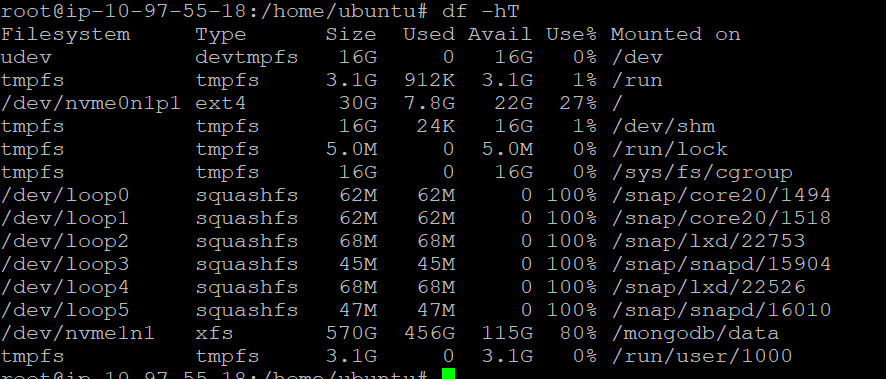 root@ip-10-97-55-18:/home/ubuntu# df -hT
Filesystem     Type      Size  Used Avail Use% Mounted on
udev           devtmpfs   16G     0   16G   0% /dev
tmpfs          tmpfs     3.1G  912K  3.1G   1% /run
/dev/nvme0n1p1 ext4       30G  7.8G   22G  27% /
tmpfs          tmpfs      16G   24K   16G   1% /dev/shm
tmpfs          tmpfs     5.0M     0  5.0M   0% /run/lock
tmpfs          tmpfs      16G     0   16G   0% /sys/fs/cgroup
/dev/loop0     squashfs   62M   62M     0 100% /snap/core20/1494
/dev/loop1     squashfs   62M   62M     0 100% /snap/core20/1518
/dev/loop2     squashfs   68M   68M     0 100% /snap/lxd/22753
/dev/loop3     squashfs   45M   45M     0 100% /snap/snapd/15904
/dev/loop4     squashfs   68M   68M     0 100% /snap/lxd/22526
/dev/loop5     squashfs   47M   47M     0 100% /snap/snapd/16010
/dev/nvme1n1   xfs       570G  456G  115G  80% /mongodb/data
tmpfs          tmpfs     3.1G     0  3.1G   0% /run/user/1000
root@ip-10-97-55-18:/home/ubuntu#